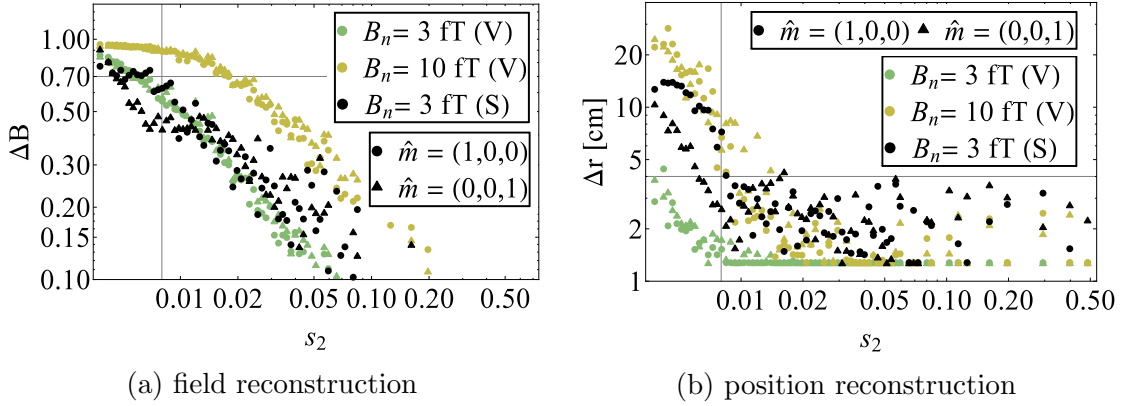 ΔB
1.00
0.70
0.50
0.30
0.20
0.15
0.10
B_n = 3 fT (V)
B_n = 10 fT (V)
B_n = 3 fT (S)
m̂ = (1,0,0)
m̂ = (0,0,1)
0.01 0.02 0.05 0.10 0.20 0.50
s₂
(a) field reconstruction
Δr [cm]
20
10
4
2
1
m̂ = (1,0,0) m̂ = (0,0,1)
B_n = 3 fT (V)
B_n = 10 fT (V)
B_n = 3 fT (S)
0.01 0.02 0.05 0.10 0.20 0.50
s₂
(b) position reconstruction